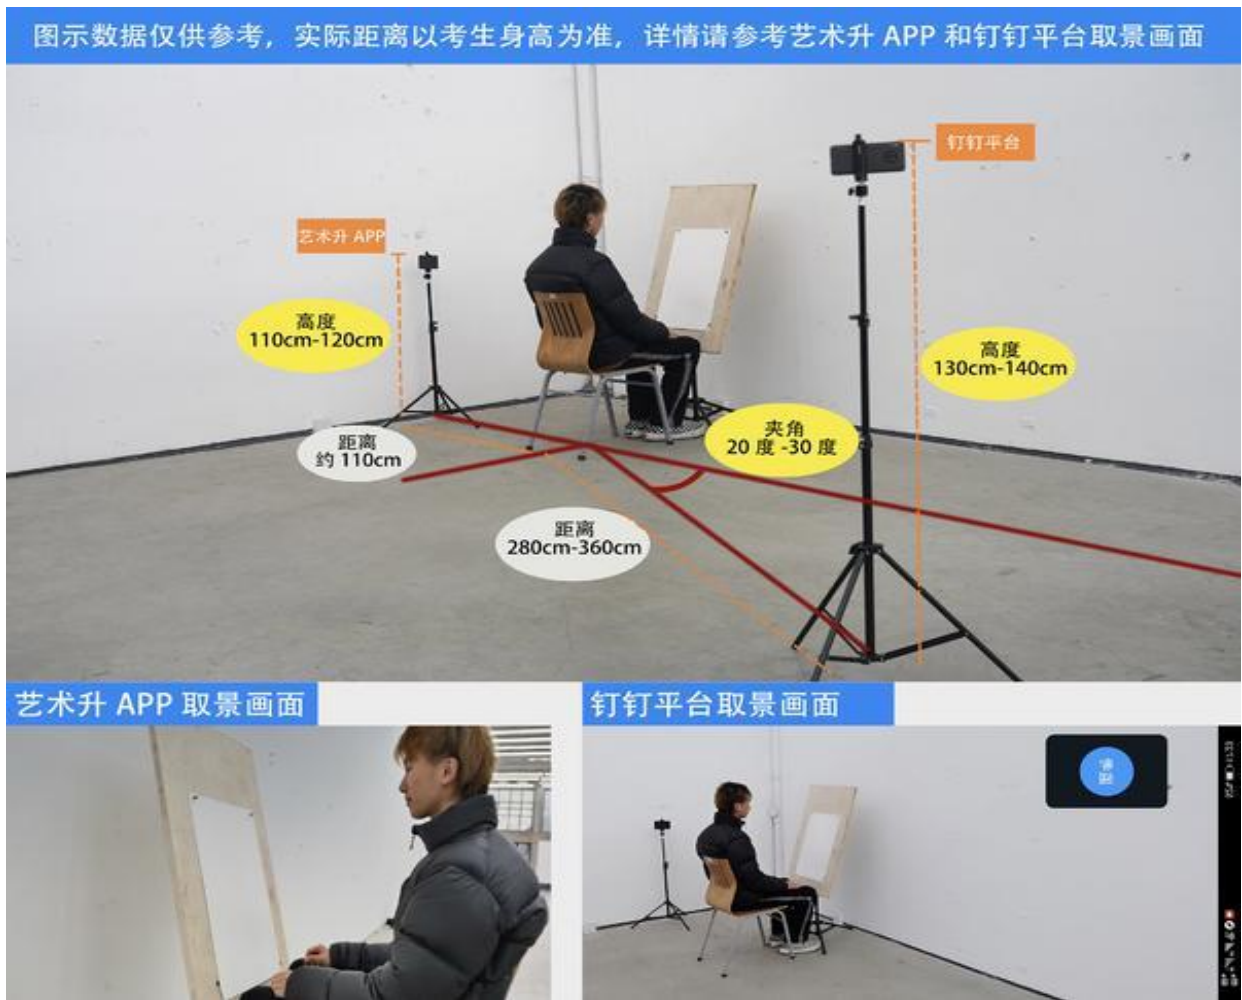 图示数据仅供参考，实际距离以考生身高为准，详情请参考艺术升 APP 和钉钉平台取景画面
钉钉平台
艺术升 APP
高度
110cm-120cm
高度
130cm-140cm
距离
约 110cm
夹角
20 度 -30 度
距离
280cm-360cm
艺术升 APP 取景画面
钉钉平台取景画面